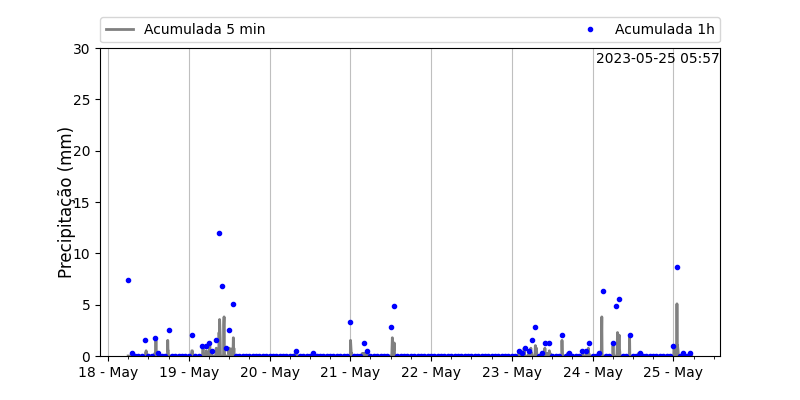 Acumulada 5 min
Acumulada 1h
2023-05-25 05:57
Precipitação (mm)
30
25
20
15
10
5
0
18 - May 19 - May 20 - May 21 - May 22 - May 23 - May 24 - May 25 - May